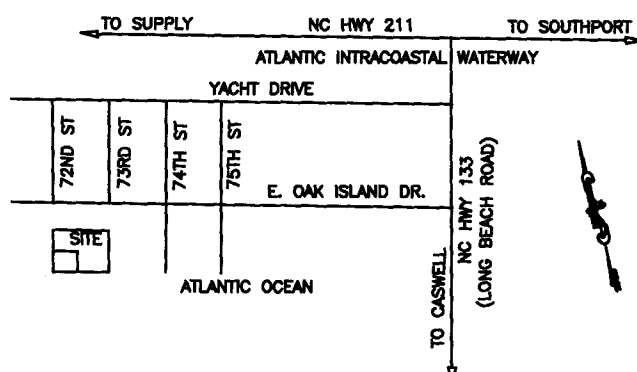 TO SUPPLY NC HWY 211 TO SOUTHPORT
ATLANTIC INTRACOASTAL WATERWAY
YACHT DRIVE
72ND ST
73RD ST
74TH ST
75TH ST
E. OAK ISLAND DR.
NC HWY 133
(LONG BEACH ROAD)
SITE
ATLANTIC OCEAN
TO CASWELL